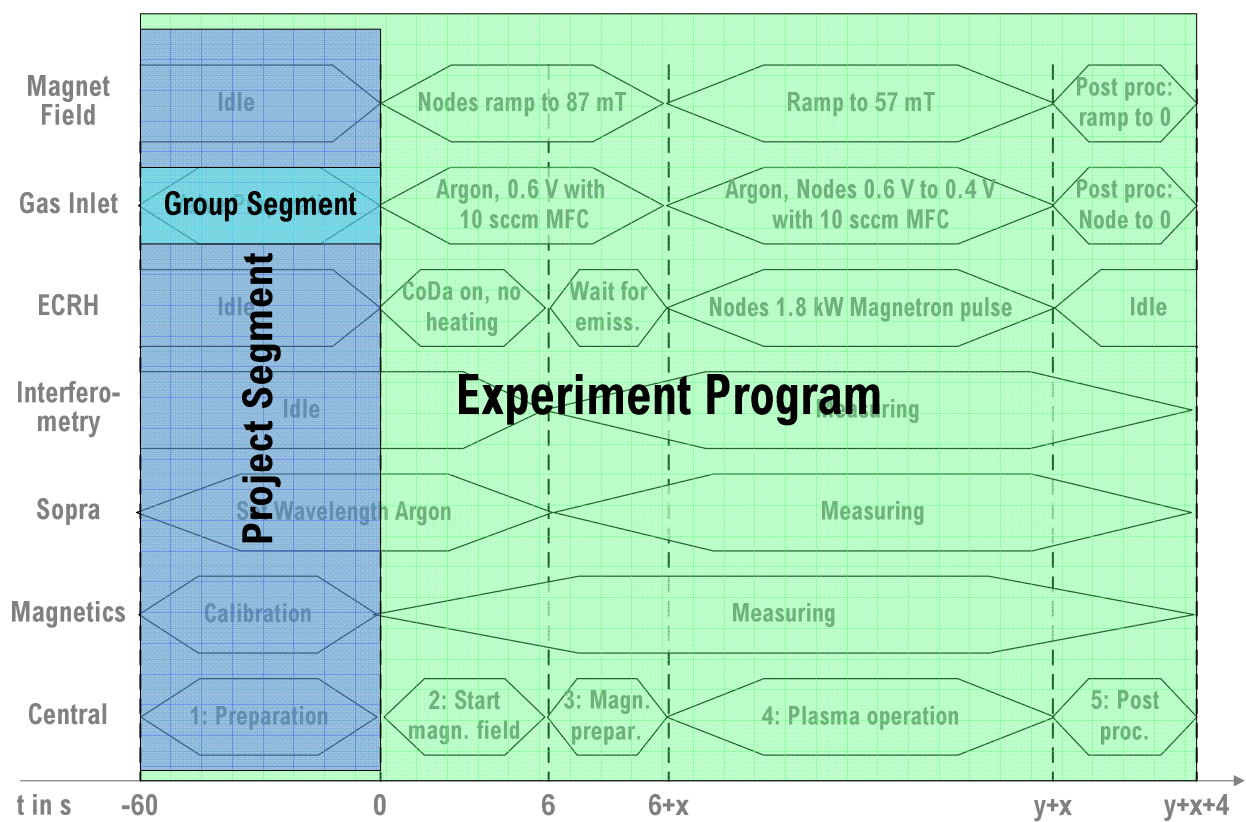 Magnet
Field
Idle
Nodes ramp to 87 mT
Ramp to 57 mT
Post proc:
ramp to 0
Gas Inlet
Group Segment
Argon, 0.6 V with
10 sccm MFC
Argon, Nodes 0.6 V to 0.4 V
with 10 sccm MFC
Post proc:
Node to 0
ECRH
Idle
CoDa on, no
heating
Wait for
emiss.
Nodes 1.8 kW Magnetron pulse
Idle
Project Segment
Experiment Program
Interfero-
metry
Idle
Measuring
Sopra
Set Wavelength Argon
Measuring
Magnetics
Calibration
Measuring
Central
1: Preparation
2: Start
magn. field
3: Magn.
prepar.
4: Plasma operation
5: Post
proc.
t in s
-60
0
6
6+x
y+x
y+x+4